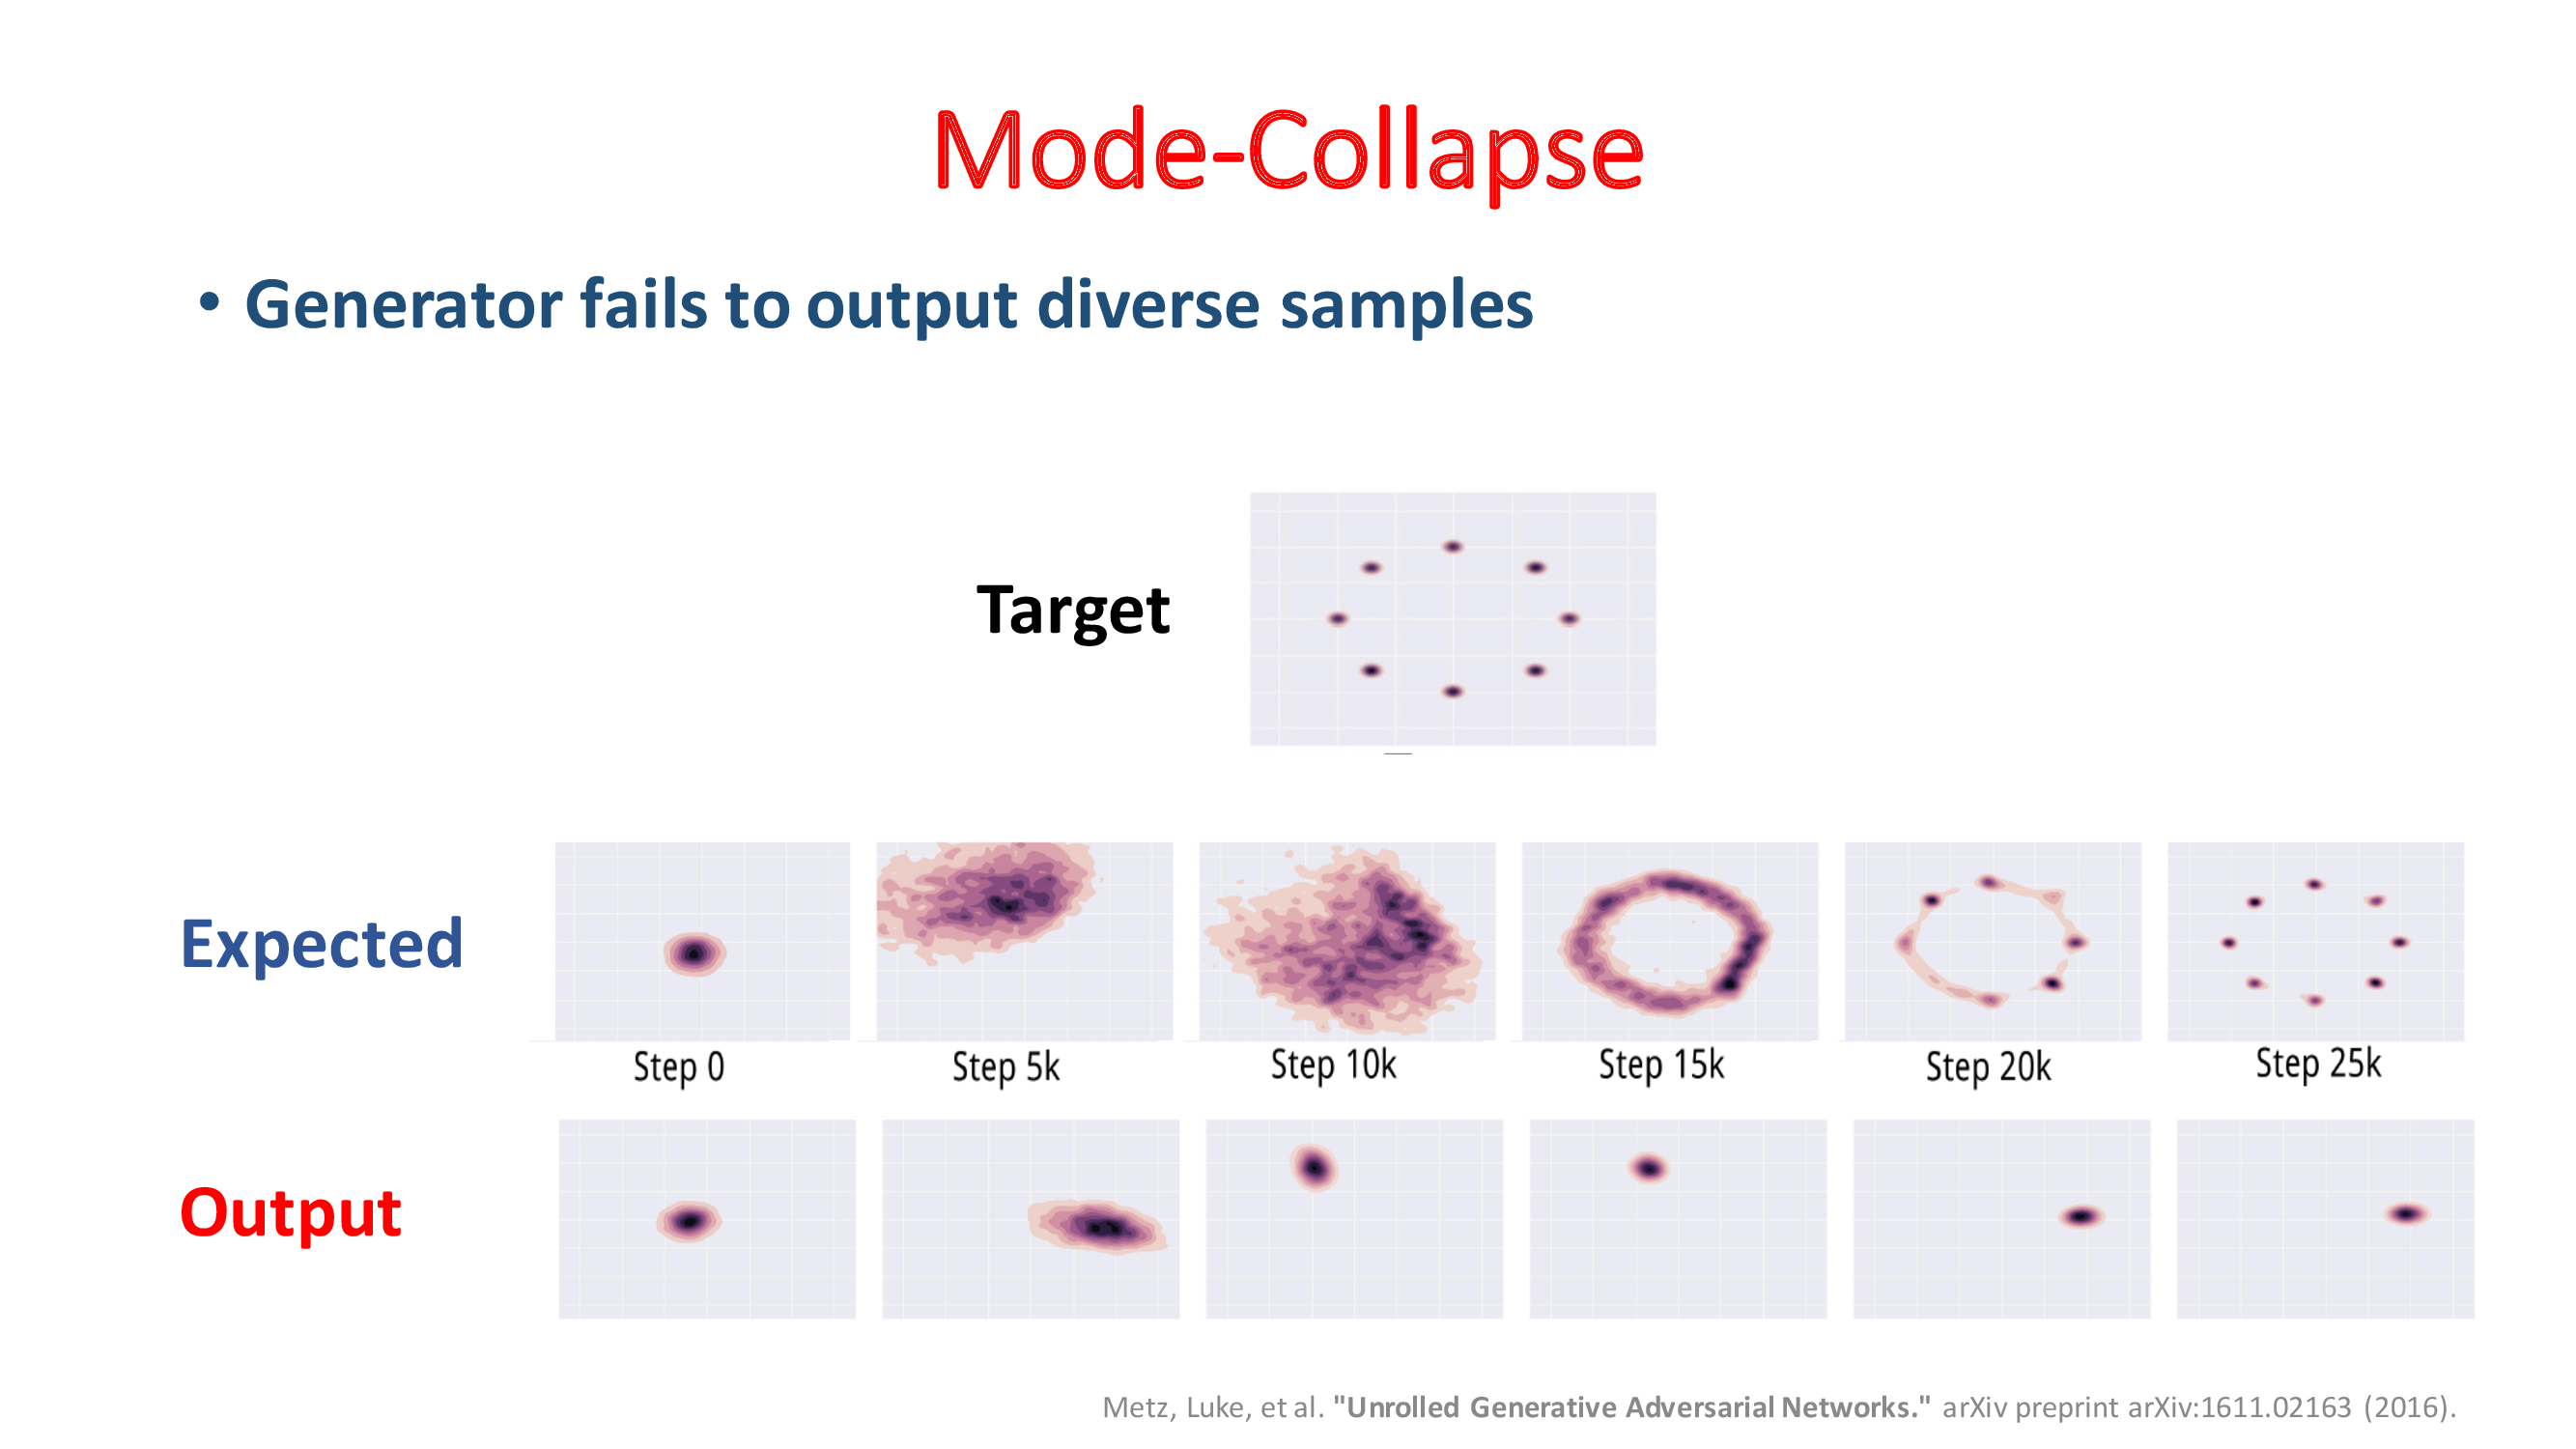 Mode-Collapse
• Generator fails to output diverse samples
Target
Expected
Step 0 Step 5k Step 10k Step 15k Step 20k Step 25k
Output
Metz, Luke, et al. "Unrolled Generative Adversarial Networks." arXiv preprint arXiv:1611.02163 (2016).